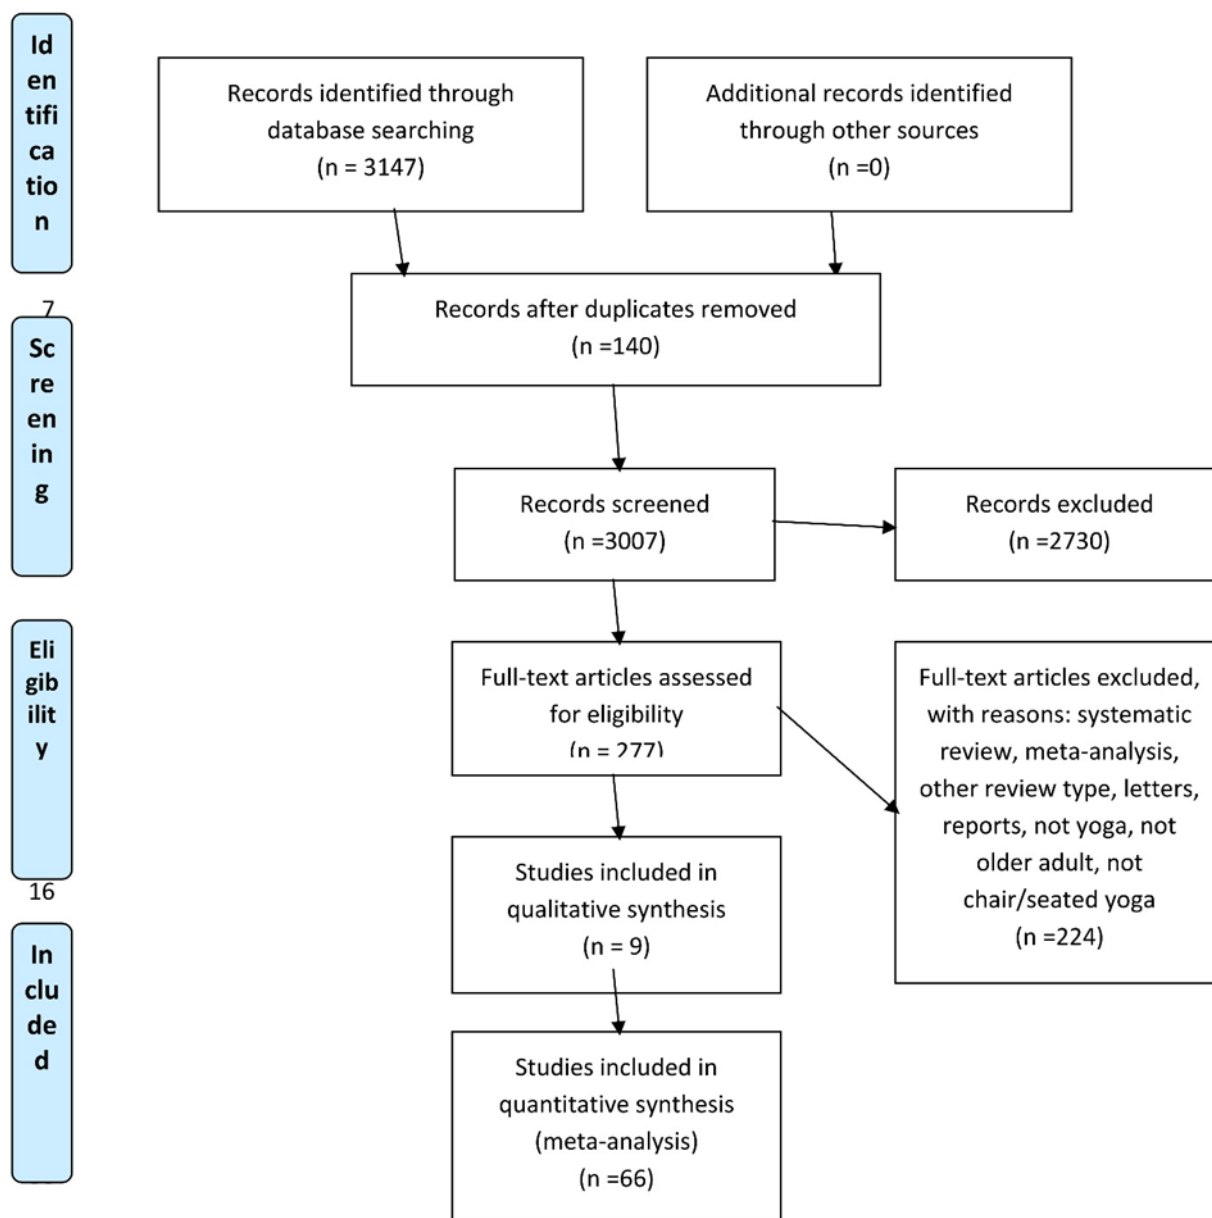 Id
en
tifi
ca
tio
n
Records identified through
database searching
(n = 3147)
Additional records identified
through other sources
(n =0)
7
Records after duplicates removed
(n =140)
Sc
re
en
in
g
Records screened
(n =3007)
Records excluded
(n =2730)
Eli
gib
ilit
y
Full-text articles assessed
for eligibility
(n = 277)
Full-text articles excluded,
with reasons: systematic
review, meta-analysis,
other review type, letters,
reports, not yoga, not
older adult, not
chair/seated yoga
(n =224)
16
Studies included in
qualitative synthesis
(n = 9)
In
clu
de
d
Studies included in
quantitative synthesis
(meta-analysis)
(n =66)